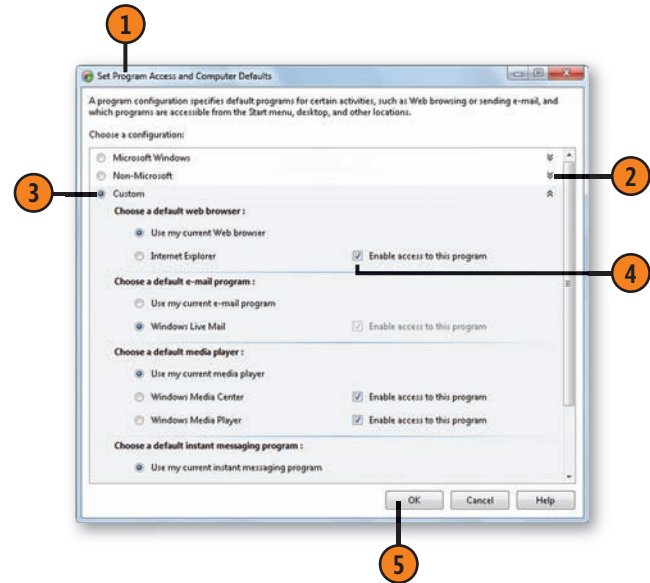 1
Set Program Access and Computer Defaults
A program configuration specifies default programs for certain activities, such as Web browsing or sending e-mail, and
which programs are accessible from the Start menu, desktop, and other locations.
Choose a configuration:
Microsoft Windows
Non-Microsoft
2
3
Custom
Choose a default web browser :
Use my current Web browser
Internet Explorer
Enable access to this program
4
Choose a default e-mail program :
Use my current e-mail program
Windows Live Mail
Enable access to this program
Choose a default media player :
Use my current media player
Windows Media Center
Enable access to this program
Windows Media Player
Enable access to this program
Choose a default instant messaging program :
Use my current instant messaging program
OK
Cancel
Help
5